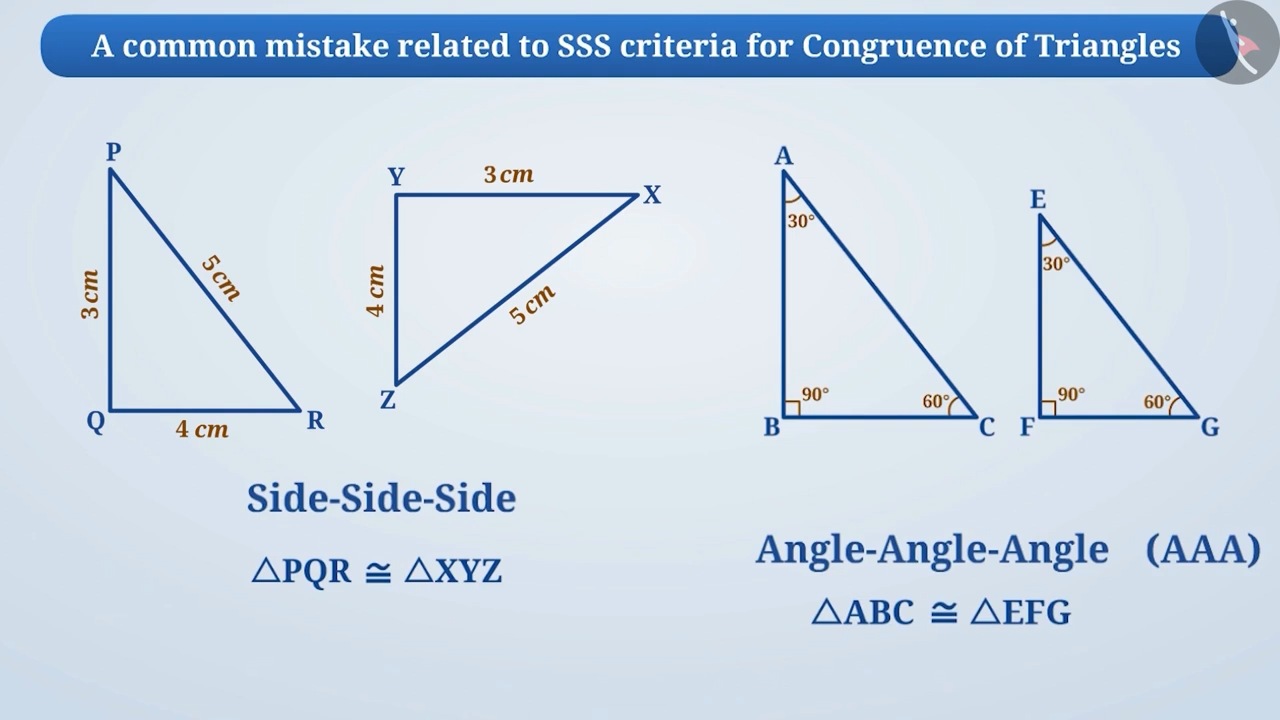 A common mistake related to SSS criteria for Congruence of Triangles
P
3 cm
5 cm
Q
4 cm
R
Y
3 cm
X
4 cm
5 cm
Z
A
30°
90°
60°
B
C
E
30°
90°
60°
F
G
Side-Side-Side
△PQR ≅ △XYZ
Angle-Angle-Angle (AAA)
△ABC ≅ △EFG